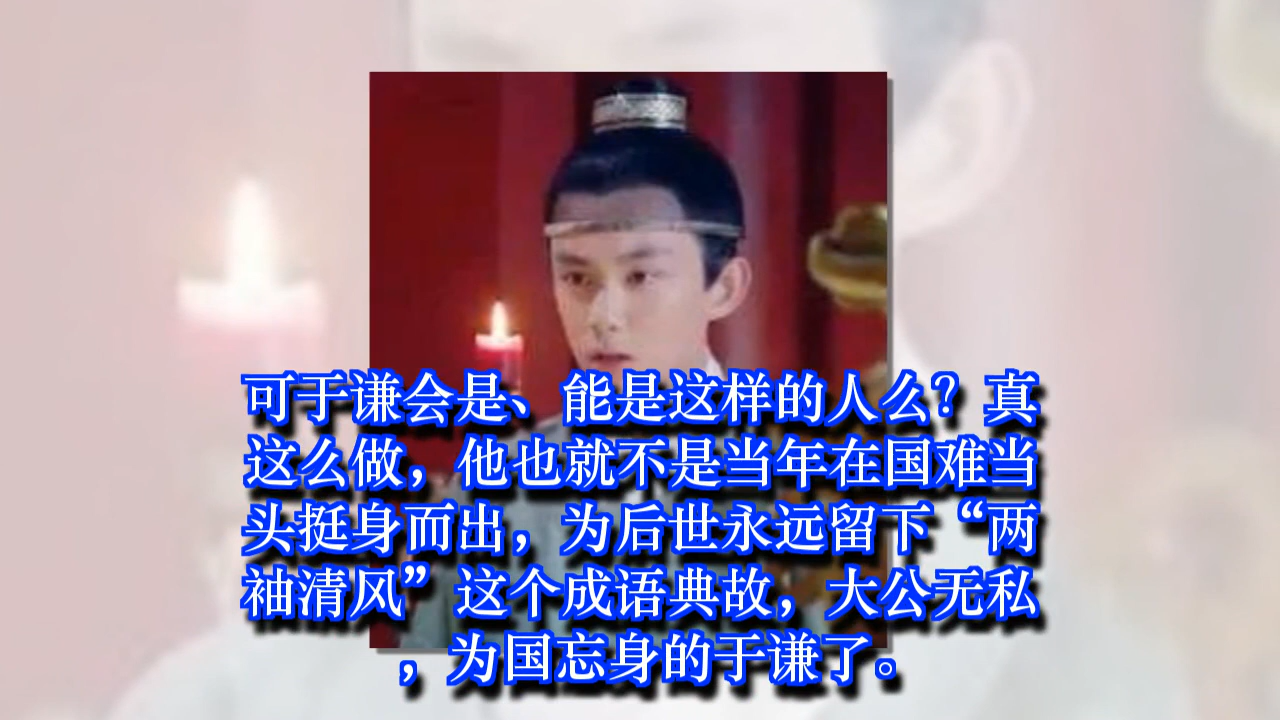 可于谦会是、能是这样的人么？真
这么做，他也就不是当年在国难当
头挺身而出，为后世永远留下“两
袖清风”这个成语典故，大公无私
，为国忘身的于谦了。